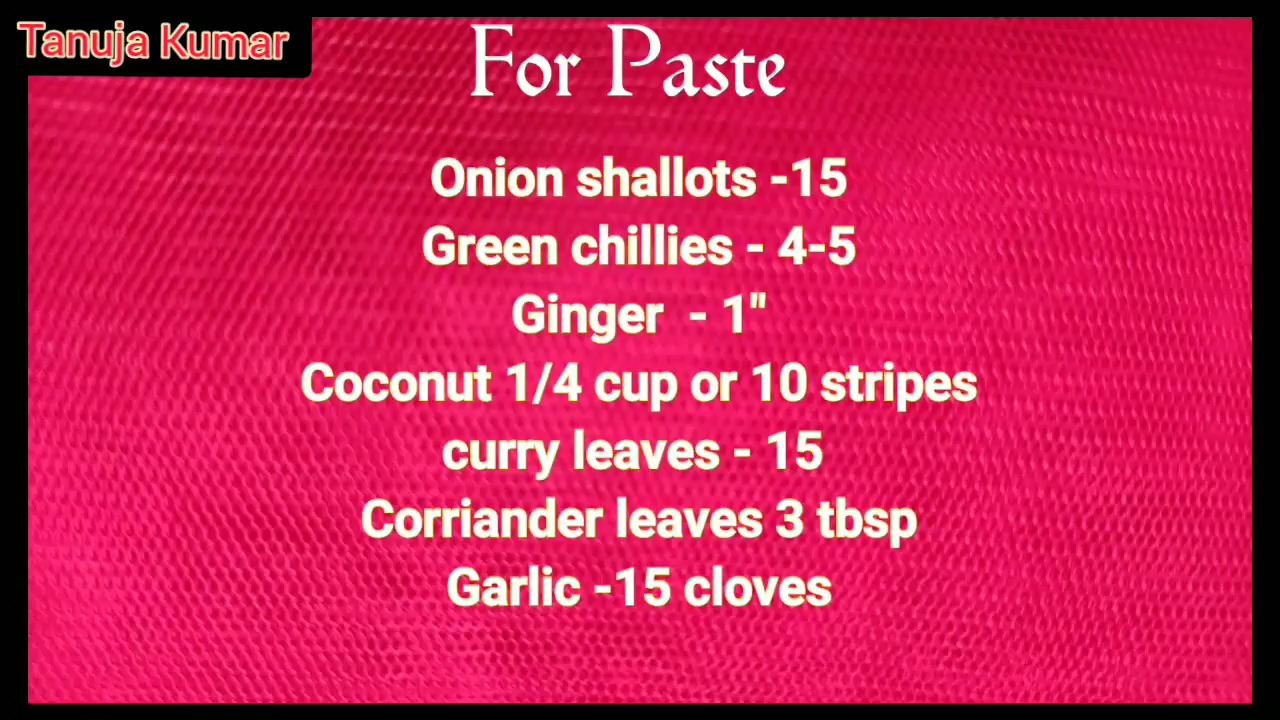 Tanuja Kumar
For Paste
Onion shallots -15
Green chillies - 4-5
Ginger  - 1"
Coconut 1/4 cup or 10 stripes
curry leaves - 15
Corriander leaves 3 tbsp
Garlic -15 cloves